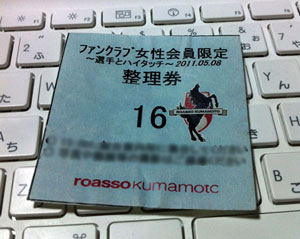 ファンクラブ女性会員限定
～選手とハイタッチ～2011.05.08
整理券
16
ROASSO KUMAMOTO
roassokumamoto